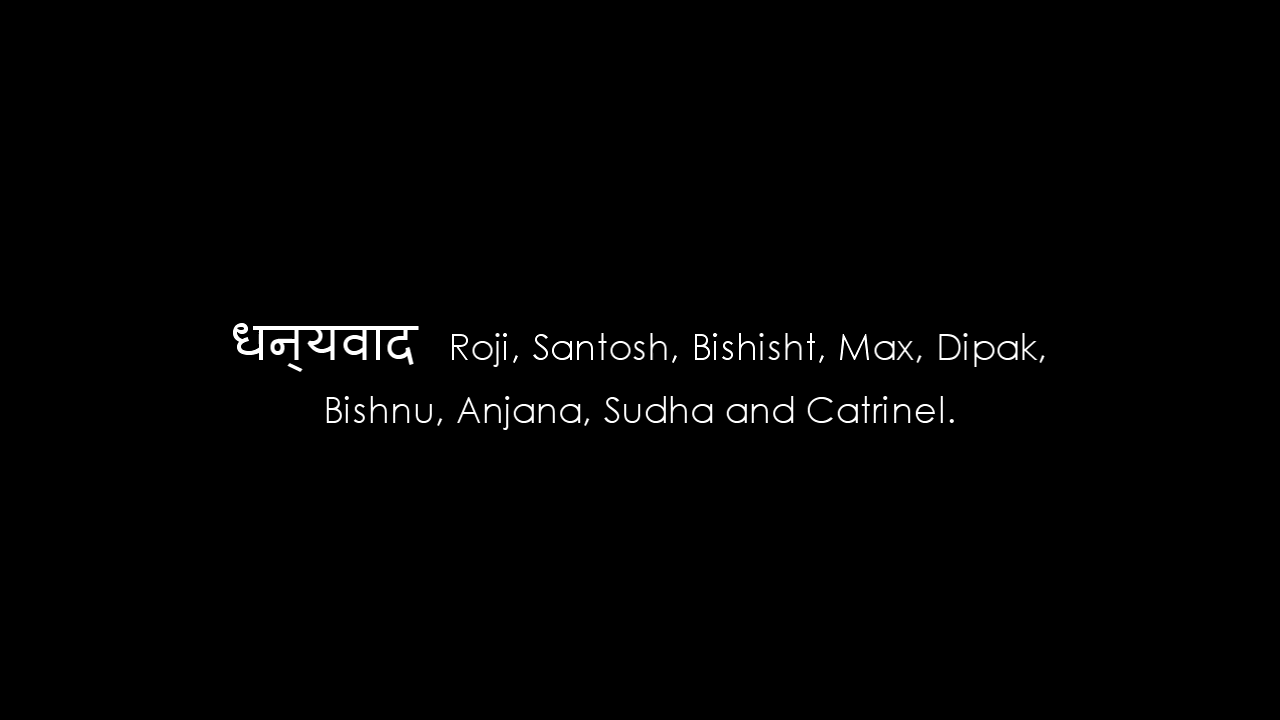 धन्‌यवाद Roji, Santosh, Bishisht, Max, Dipak,
Bishnu, Anjana, Sudha and Catrinel.